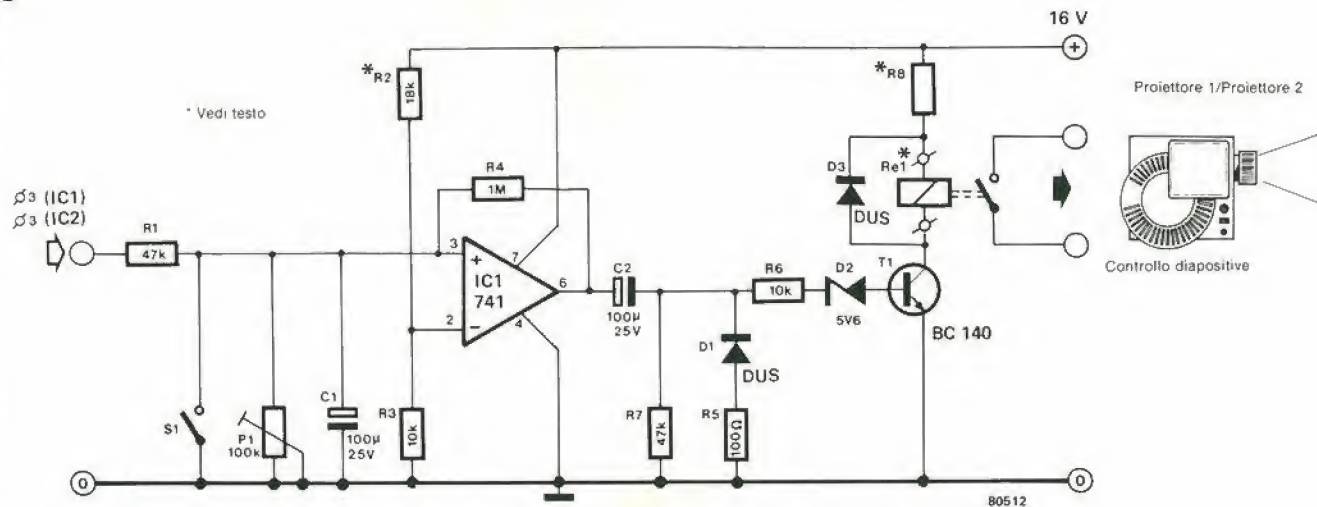 16 V
+
*R2
18k
*R8
* Vedi testo
Proiettore 1/Proiettore 2
R4
1M
D3
DUS
*
Re1
Ø3 (IC1)
Ø3 (IC2)
R1
47k
3
+
7
IC1
741
6
2
−
4
C2
100µ
25V
R6
10k
D2
5V6
T1
BC 140
Controllo diapositive
D1
DUS
S1
P1
100k
C1
100µ
25V
R3
10k
R7
47k
R5
100Ω
0
0
80512